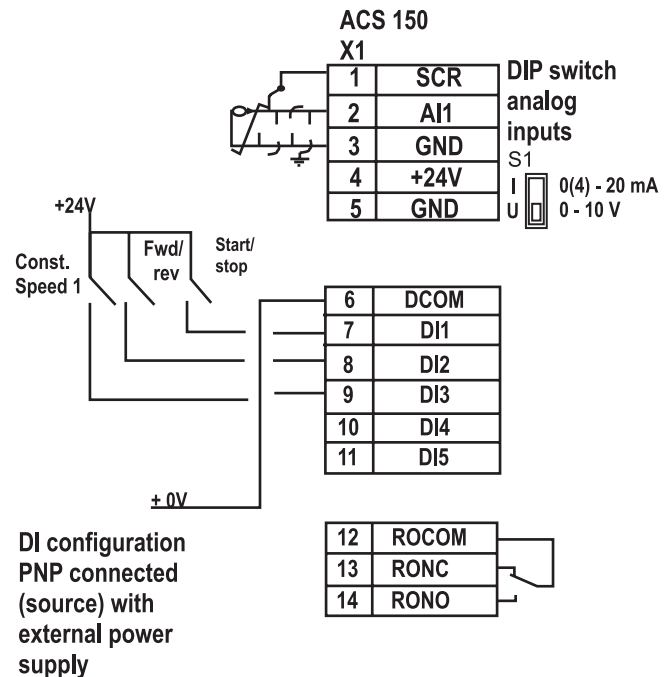 ACS 150
X1
1 SCR
2 AI1
3 GND
4 +24V
5 GND
DIP switch
analog
inputs
S1
I 0(4) - 20 mA
U 0 - 10 V
+24V
Const.
Speed 1
Fwd/
rev
Start/
stop
6 DCOM
7 DI1
8 DI2
9 DI3
10 DI4
11 DI5
+ 0V
DI configuration
PNP connected
(source) with
external power
supply
12 ROCOM
13 RONC
14 RONO